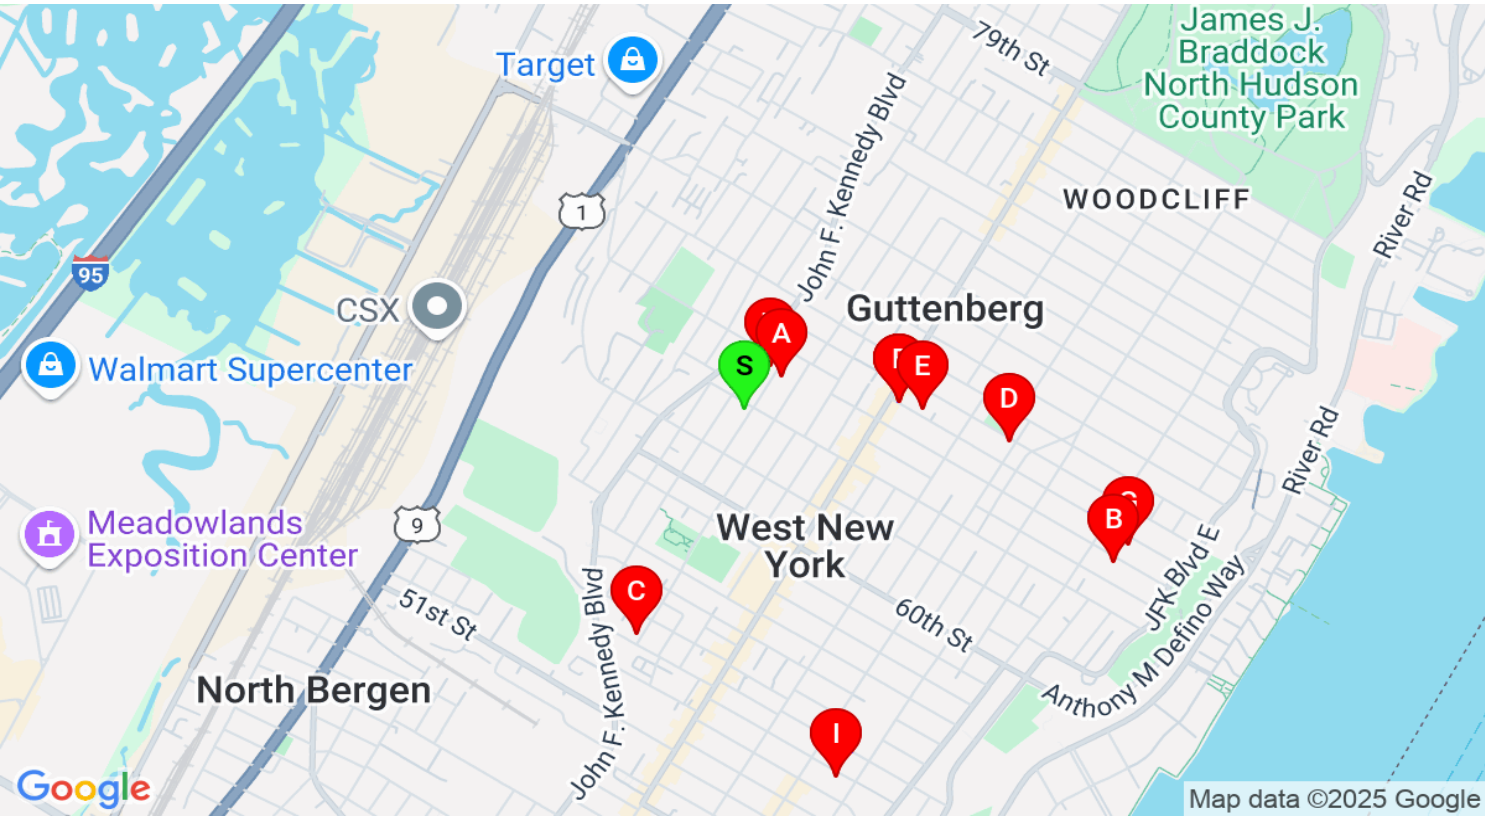 James J.
Braddock
North Hudson
County Park
79th St
Target
John F. Kennedy Blvd
WOODCLIFF
River Rd
1
95
CSX
Guttenberg
Walmart Supercenter
A
S
E
D
B
River Rd
9
Meadowlands
Exposition Center
West New
York
JFK Blvd E
C
51st St
60th St
Anthony M Defino Way
John F. Kennedy Blvd
North Bergen
I
Google
Map data ©2025 Google